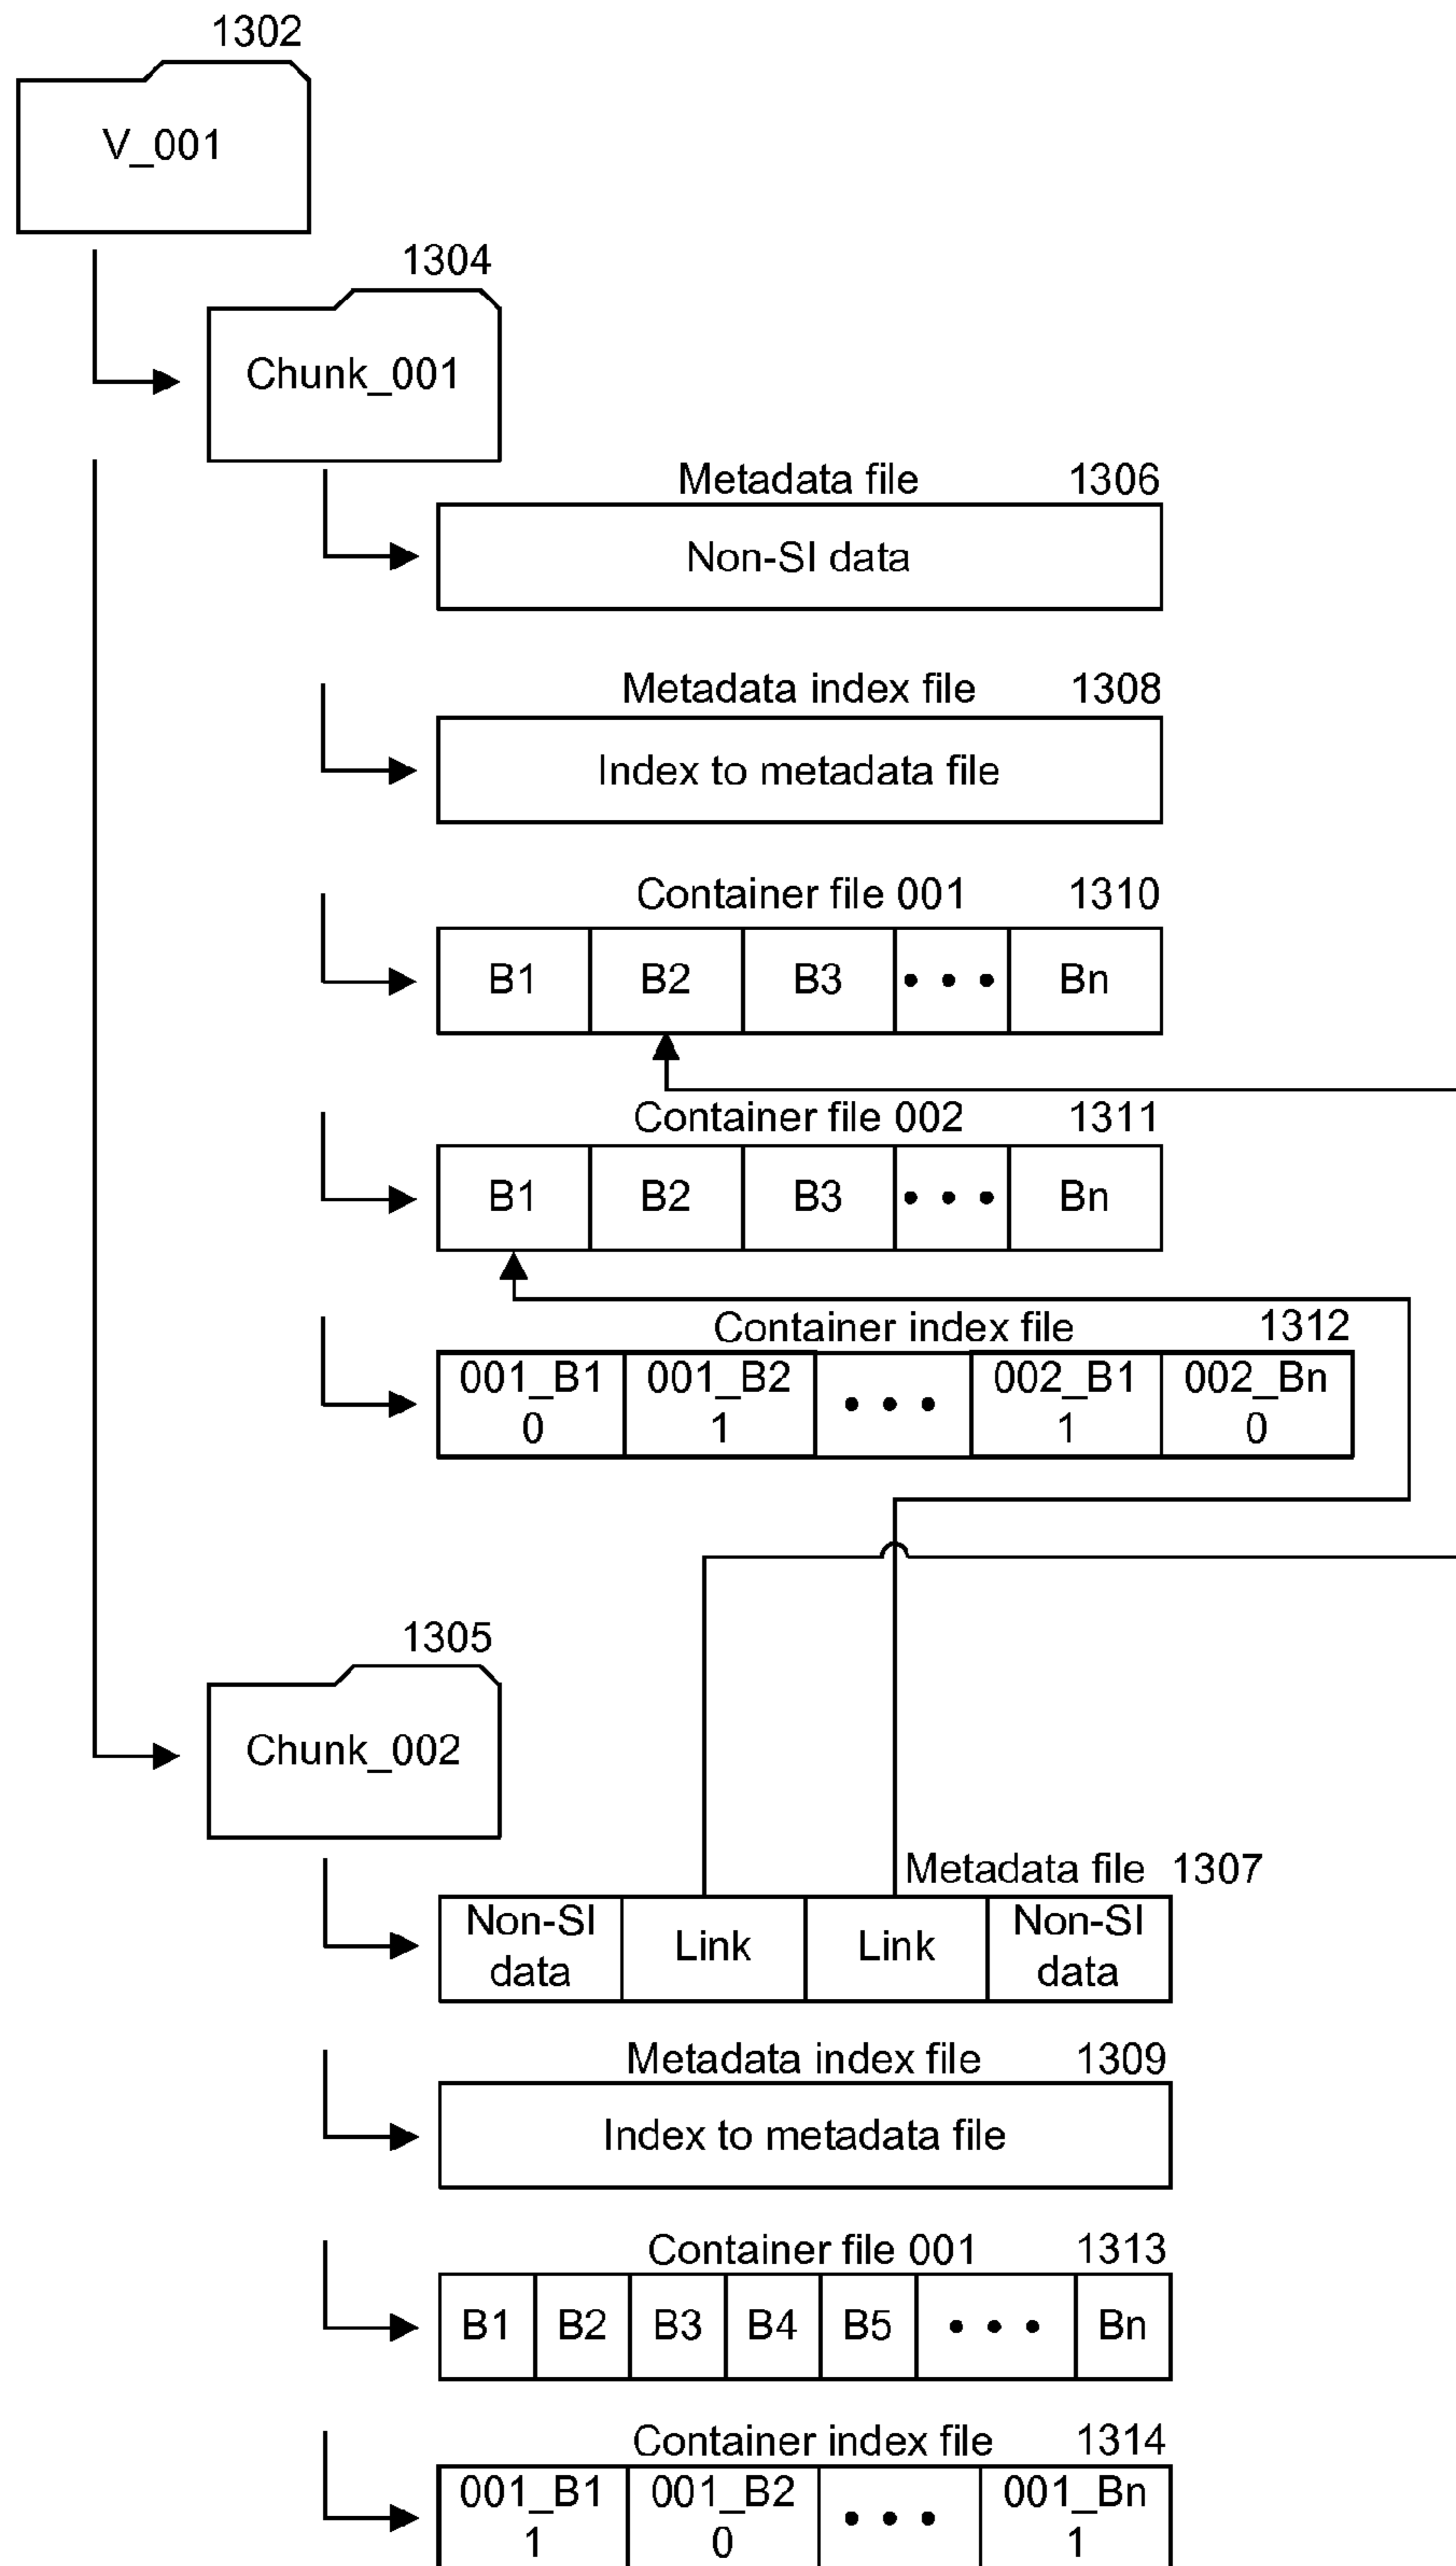 1302
V_001
1304
Chunk_001
Metadata file 1306
Non-SI data
Metadata index file 1308
Index to metadata file
Container file 001 1310
B1 B2 B3 • • • Bn
Container file 002 1311
B1 B2 B3 • • • Bn
Container index file 1312
001_B1 001_B2 • • • 002_B1 002_Bn
0 1 1 0
1305
Chunk_002
Metadata file 1307
Non-SI Link Link Non-SI
data data
Metadata index file 1309
Index to metadata file
Container file 001 1313
B1 B2 B3 B4 B5 • • • Bn
Container index file 1314
001_B1 001_B2 • • • 001_Bn
1 0 1